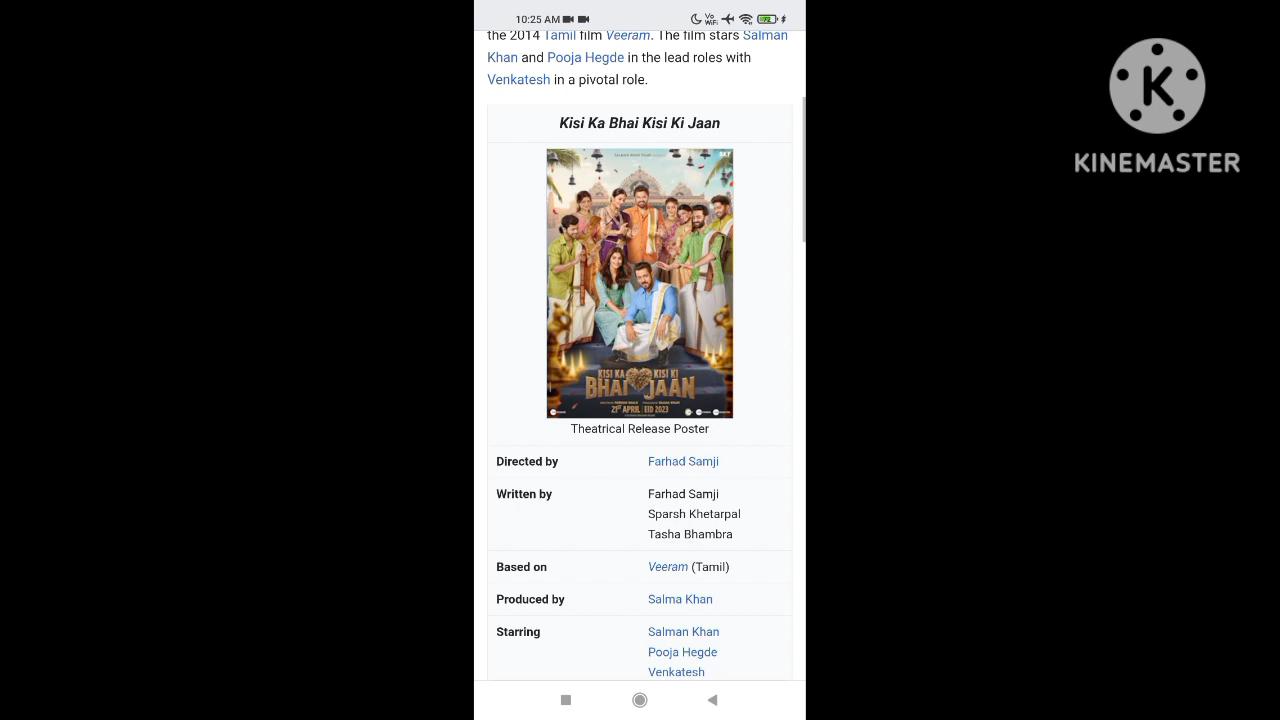 10:25 AM
Vo
WiFi
72
the 2014 Tamil film Veeram. The film stars Salman
Khan and Pooja Hegde in the lead roles with
Venkatesh in a pivotal role.
K
KINEMASTER
Kisi Ka Bhai Kisi Ki Jaan
KISI KA KISI KI
BHAI JAAN
21ST APRIL EID 2023
Theatrical Release Poster
Directed by Farhad Samji
Written by Farhad Samji
Sparsh Khetarpal
Tasha Bhambra
Based on Veeram (Tamil)
Produced by Salma Khan
Starring Salman Khan
Pooja Hegde
Venkatesh